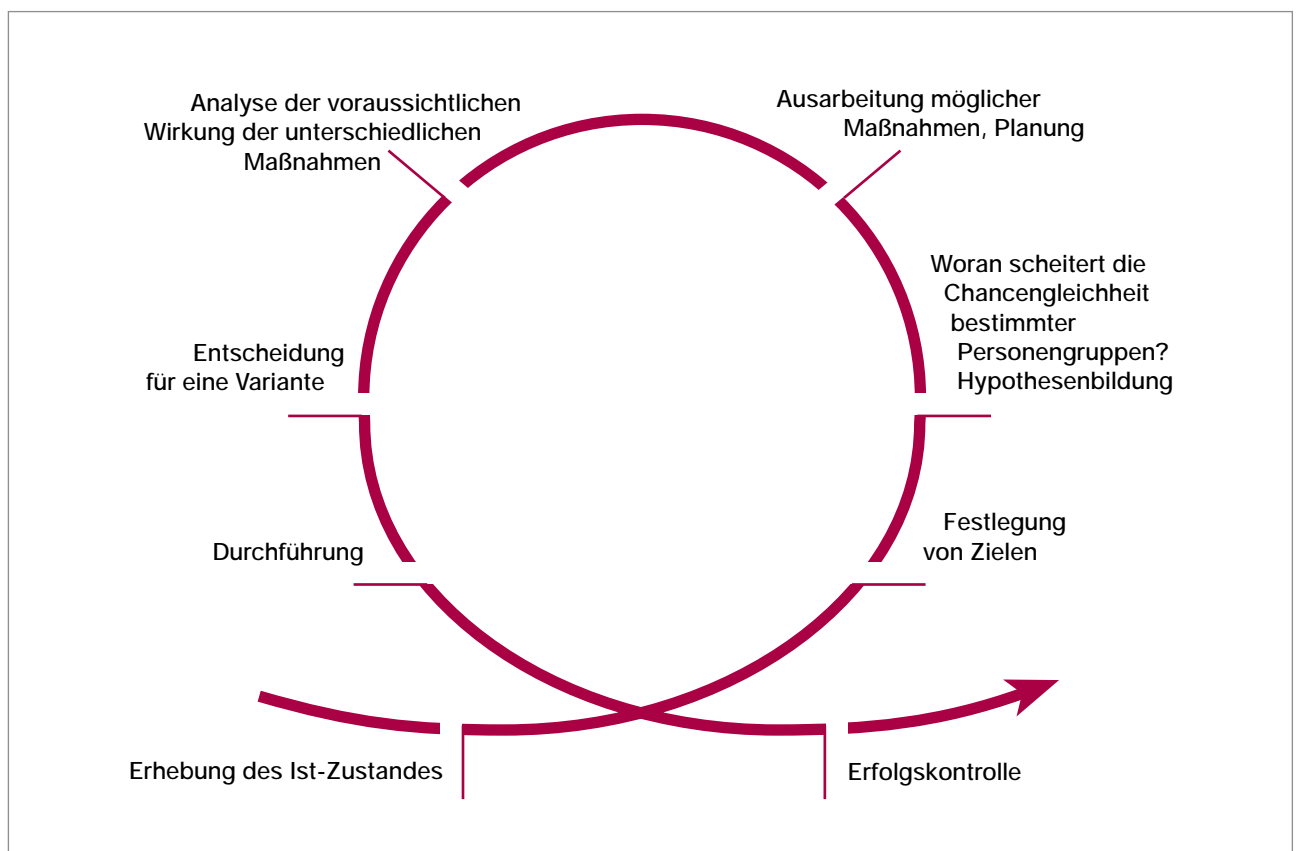 Analyse der voraussichtlichen
Wirkung der unterschiedlichen
Maßnahmen
Ausarbeitung möglicher
Maßnahmen, Planung
Woran scheitert die
Chancengleichheit
bestimmter
Personengruppen?
Hypothesenbildung
Entscheidung
für eine Variante
Durchführung
Festlegung
von Zielen
Erhebung des Ist-Zustandes
Erfolgskontrolle